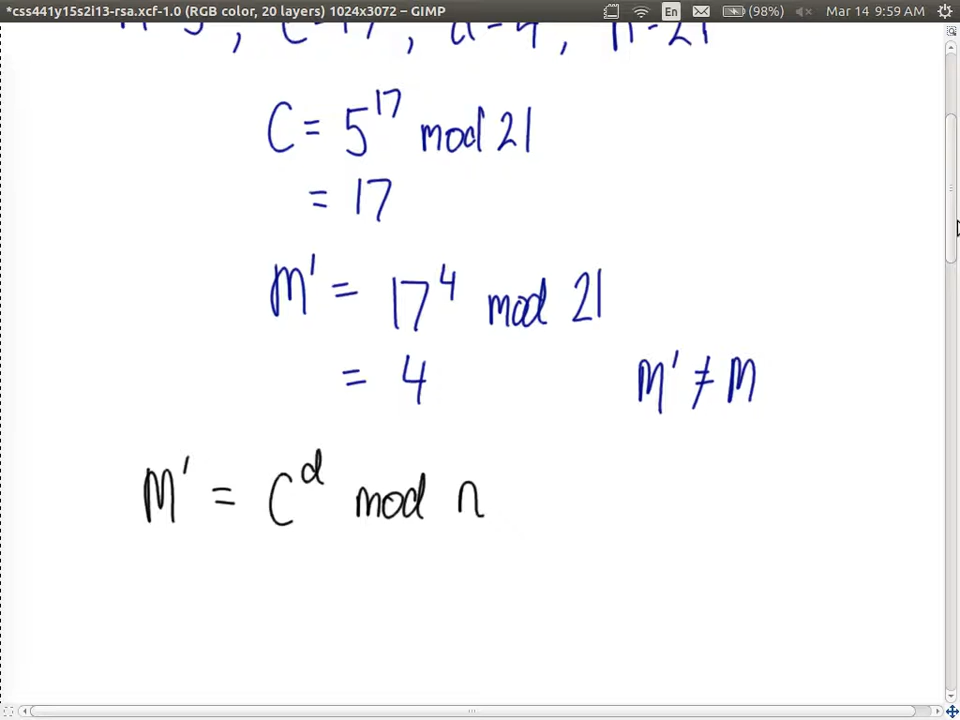 *css441y15s2i13-rsa.xcf-1.0 (RGB color, 20 layers) 1024x3072 – GIMP En (98%) Mar 14 9:59 AM
C = 5^17 mod 21
= 17
M' = 17^4 mod 21
= 4 M' ≠ M
M' = C^d mod n